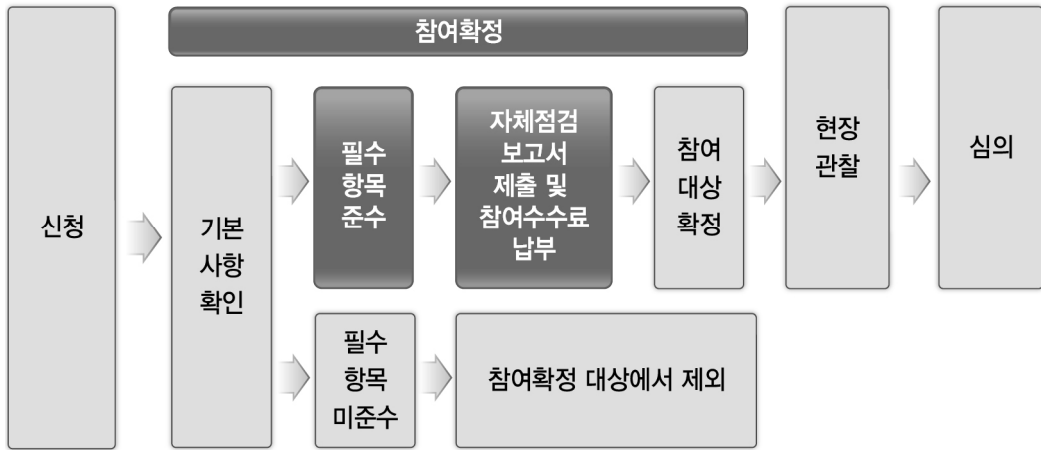 참여확정
신청
기본
사항
확인
필수
항목
준수
자체점검
보고서
제출 및
참여수수료
납부
참여
대상
확정
현장
관찰
심의
필수
항목
미준수
참여확정 대상에서 제외